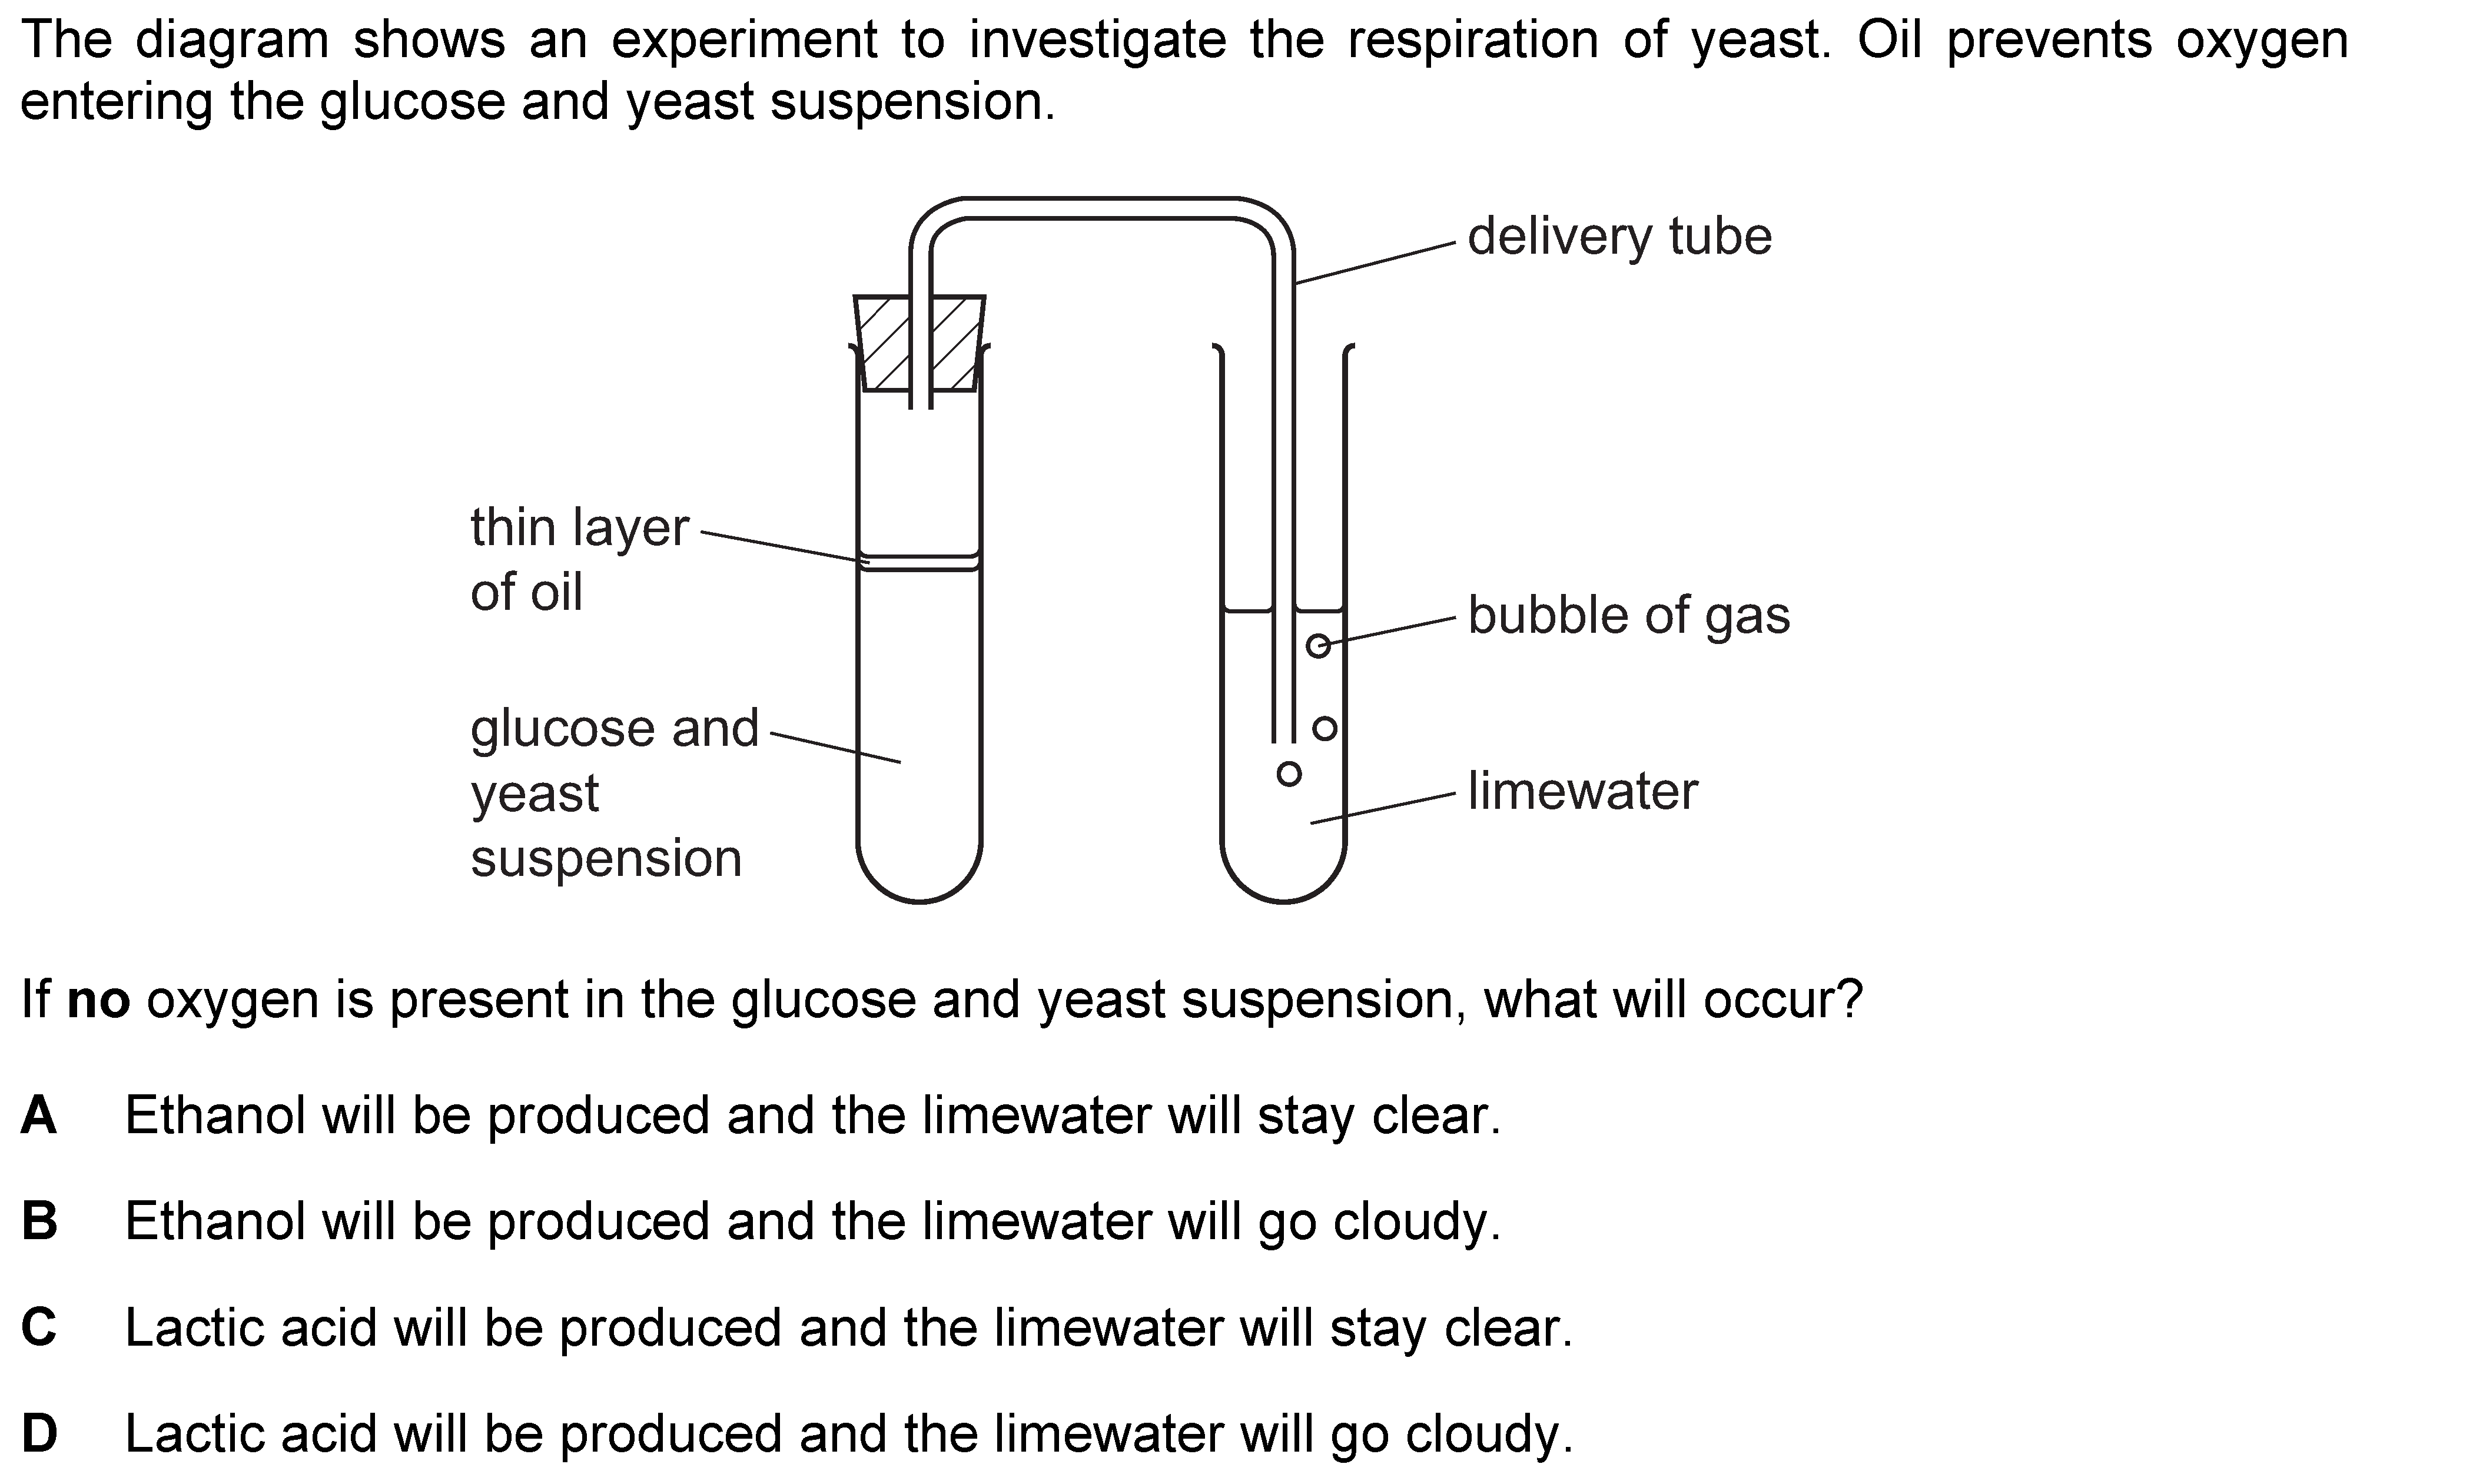 The diagram shows an experiment to investigate the respiration of yeast. Oil prevents oxygen
entering the glucose and yeast suspension.
delivery tube
thin layer
of oil
bubble of gas
glucose and
yeast
suspension
limewater
If no oxygen is present in the glucose and yeast suspension, what will occur?
A Ethanol will be produced and the limewater will stay clear.
B Ethanol will be produced and the limewater will go cloudy.
C Lactic acid will be produced and the limewater will stay clear.
D Lactic acid will be produced and the limewater will go cloudy.